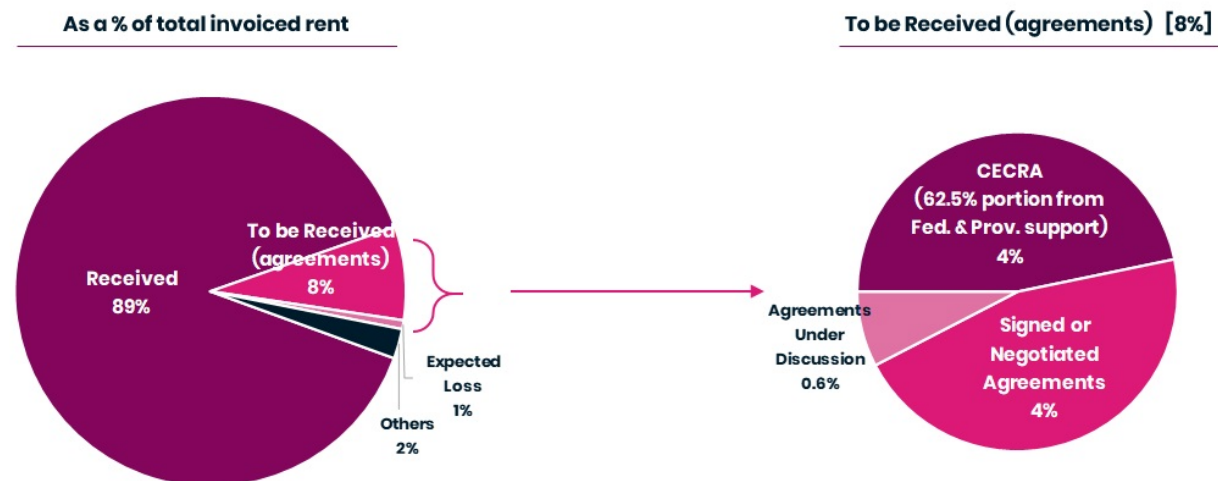 As a % of total invoiced rent
To be Received (agreements) [8%]
Received
89%
To be Received
(agreements)
8%
Expected
Loss
1%
Others
2%
CECRA
(62.5% portion from
Fed. & Prov. support)
4%
Agreements
Under
Discussion
0.6%
Signed or
Negotiated
Agreements
4%